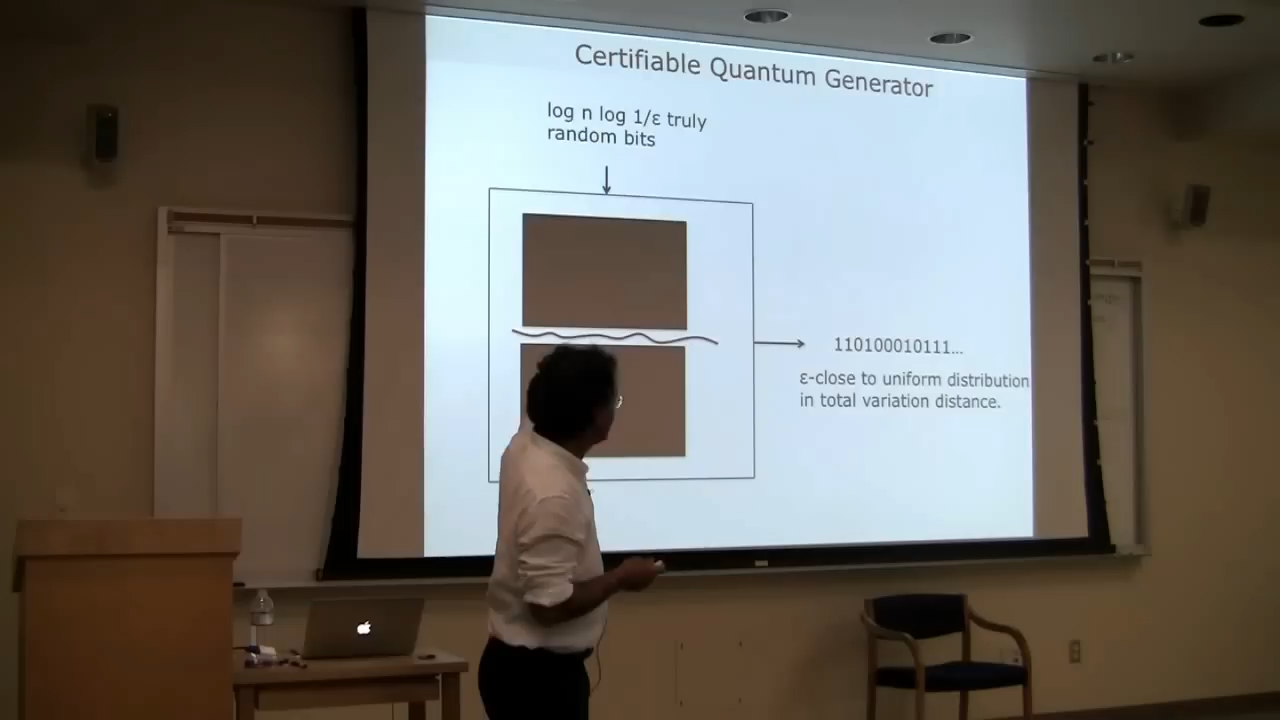 Certifiable Quantum Generator
log n log 1/ε truly
random bits
110100010111...
ε-close to uniform distribution
in total variation distance.